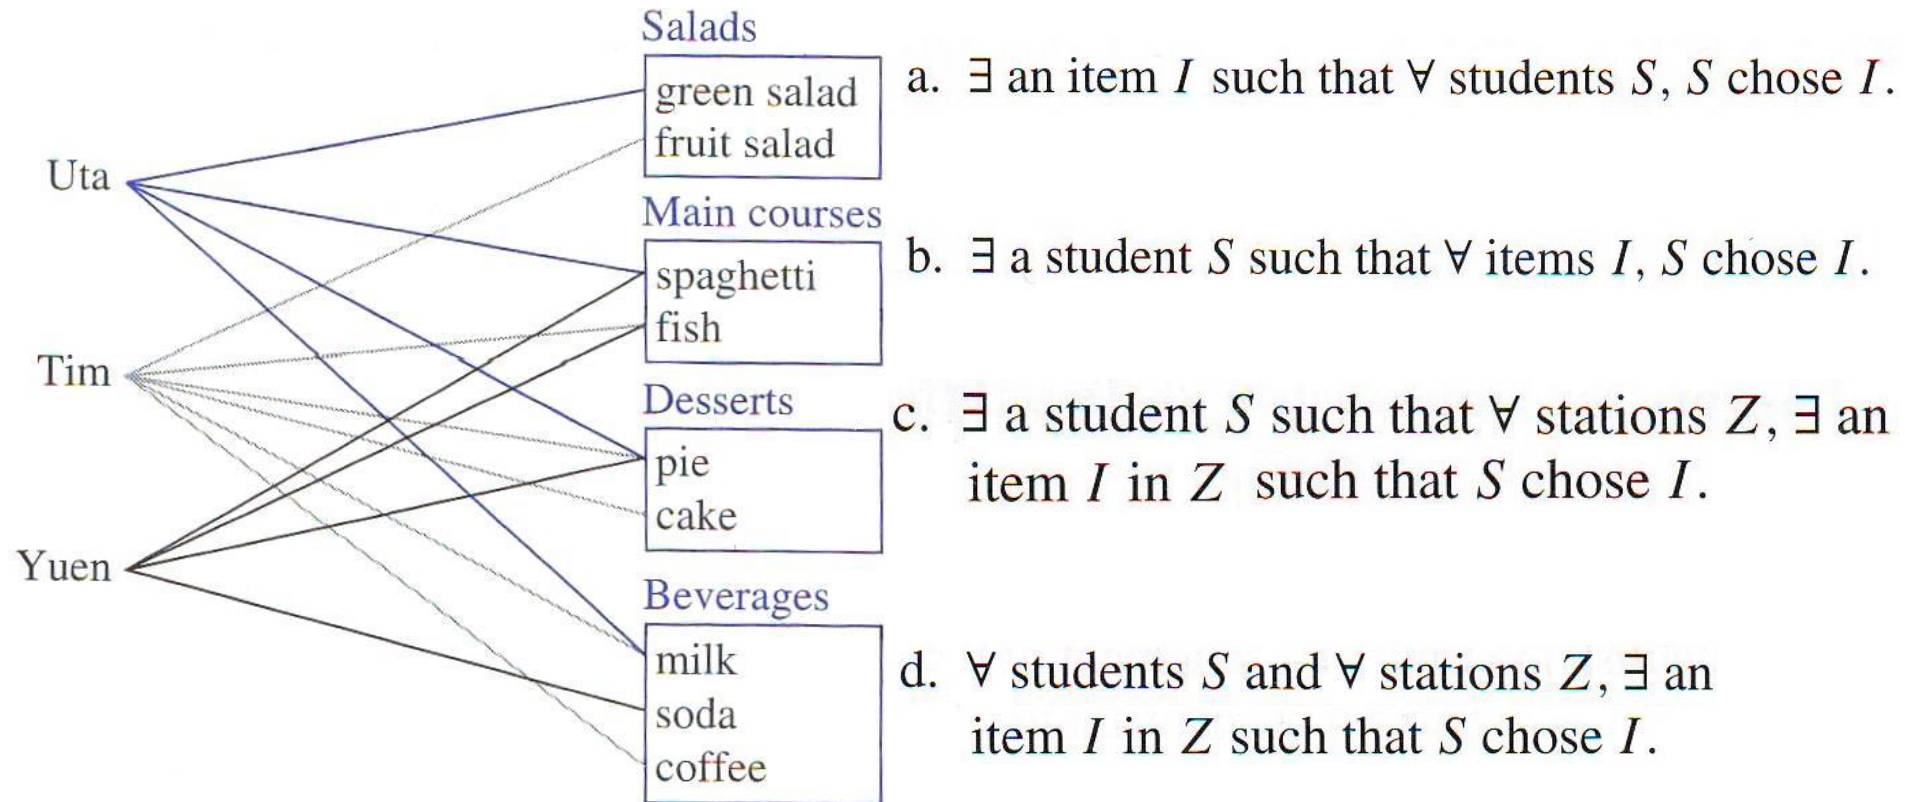 Uta
Tim
Yuen
Salads
green salad
fruit salad
Main courses
spaghetti
fish
Desserts
pie
cake
Beverages
milk
soda
coffee
a. ∃ an item I such that ∀ students S, S chose I.
b. ∃ a student S such that ∀ items I, S chose I.
c. ∃ a student S such that ∀ stations Z, ∃ an
item I in Z such that S chose I.
d. ∀ students S and ∀ stations Z, ∃ an
item I in Z such that S chose I.